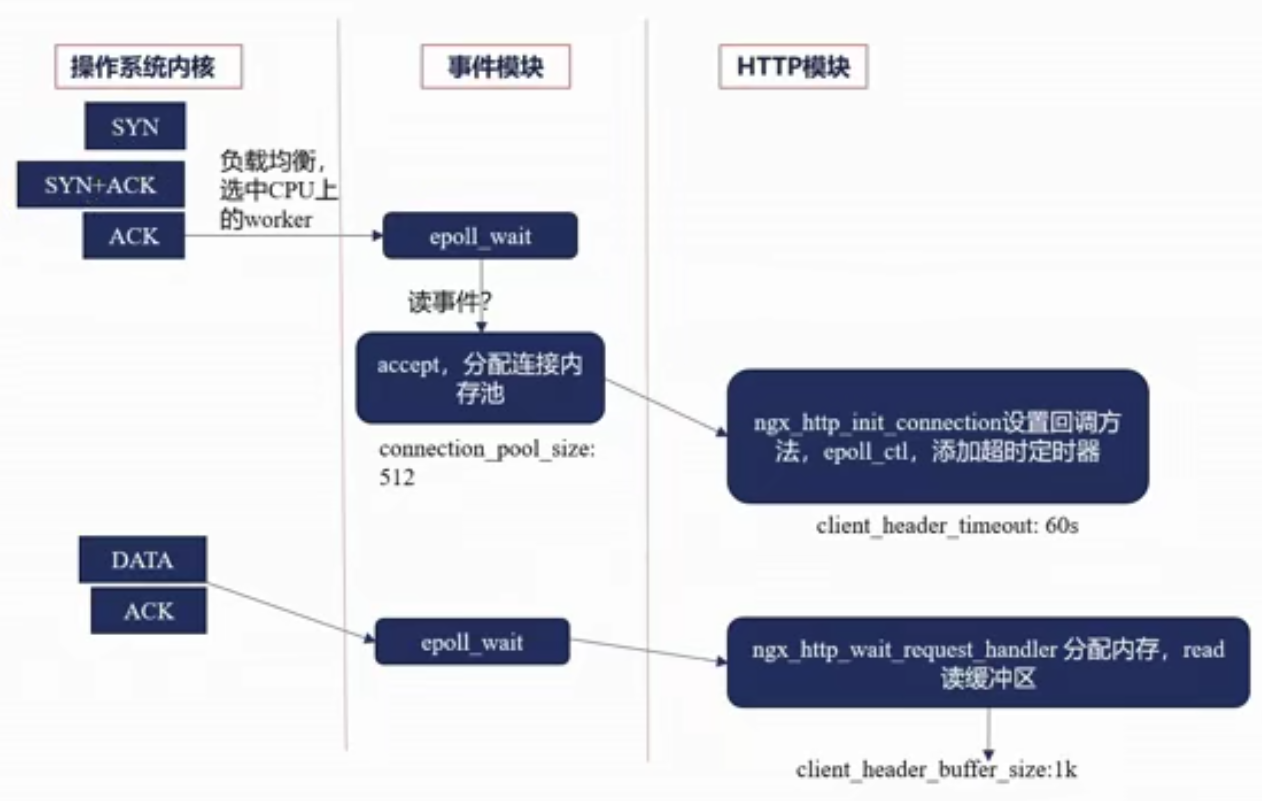 操作系统内核
事件模块
HTTP模块
SYN
SYN+ACK
ACK
负载均衡，
选中CPU上
的worker
epoll_wait
读事件？
accept，分配连接内
存池
connection_pool_size:
512
ngx_http_init_connection设置回调方
法，epoll_ctl，添加超时定时器
client_header_timeout: 60s
DATA
ACK
epoll_wait
ngx_http_wait_request_handler 分配内存，read
读缓冲区
client_header_buffer_size:1k